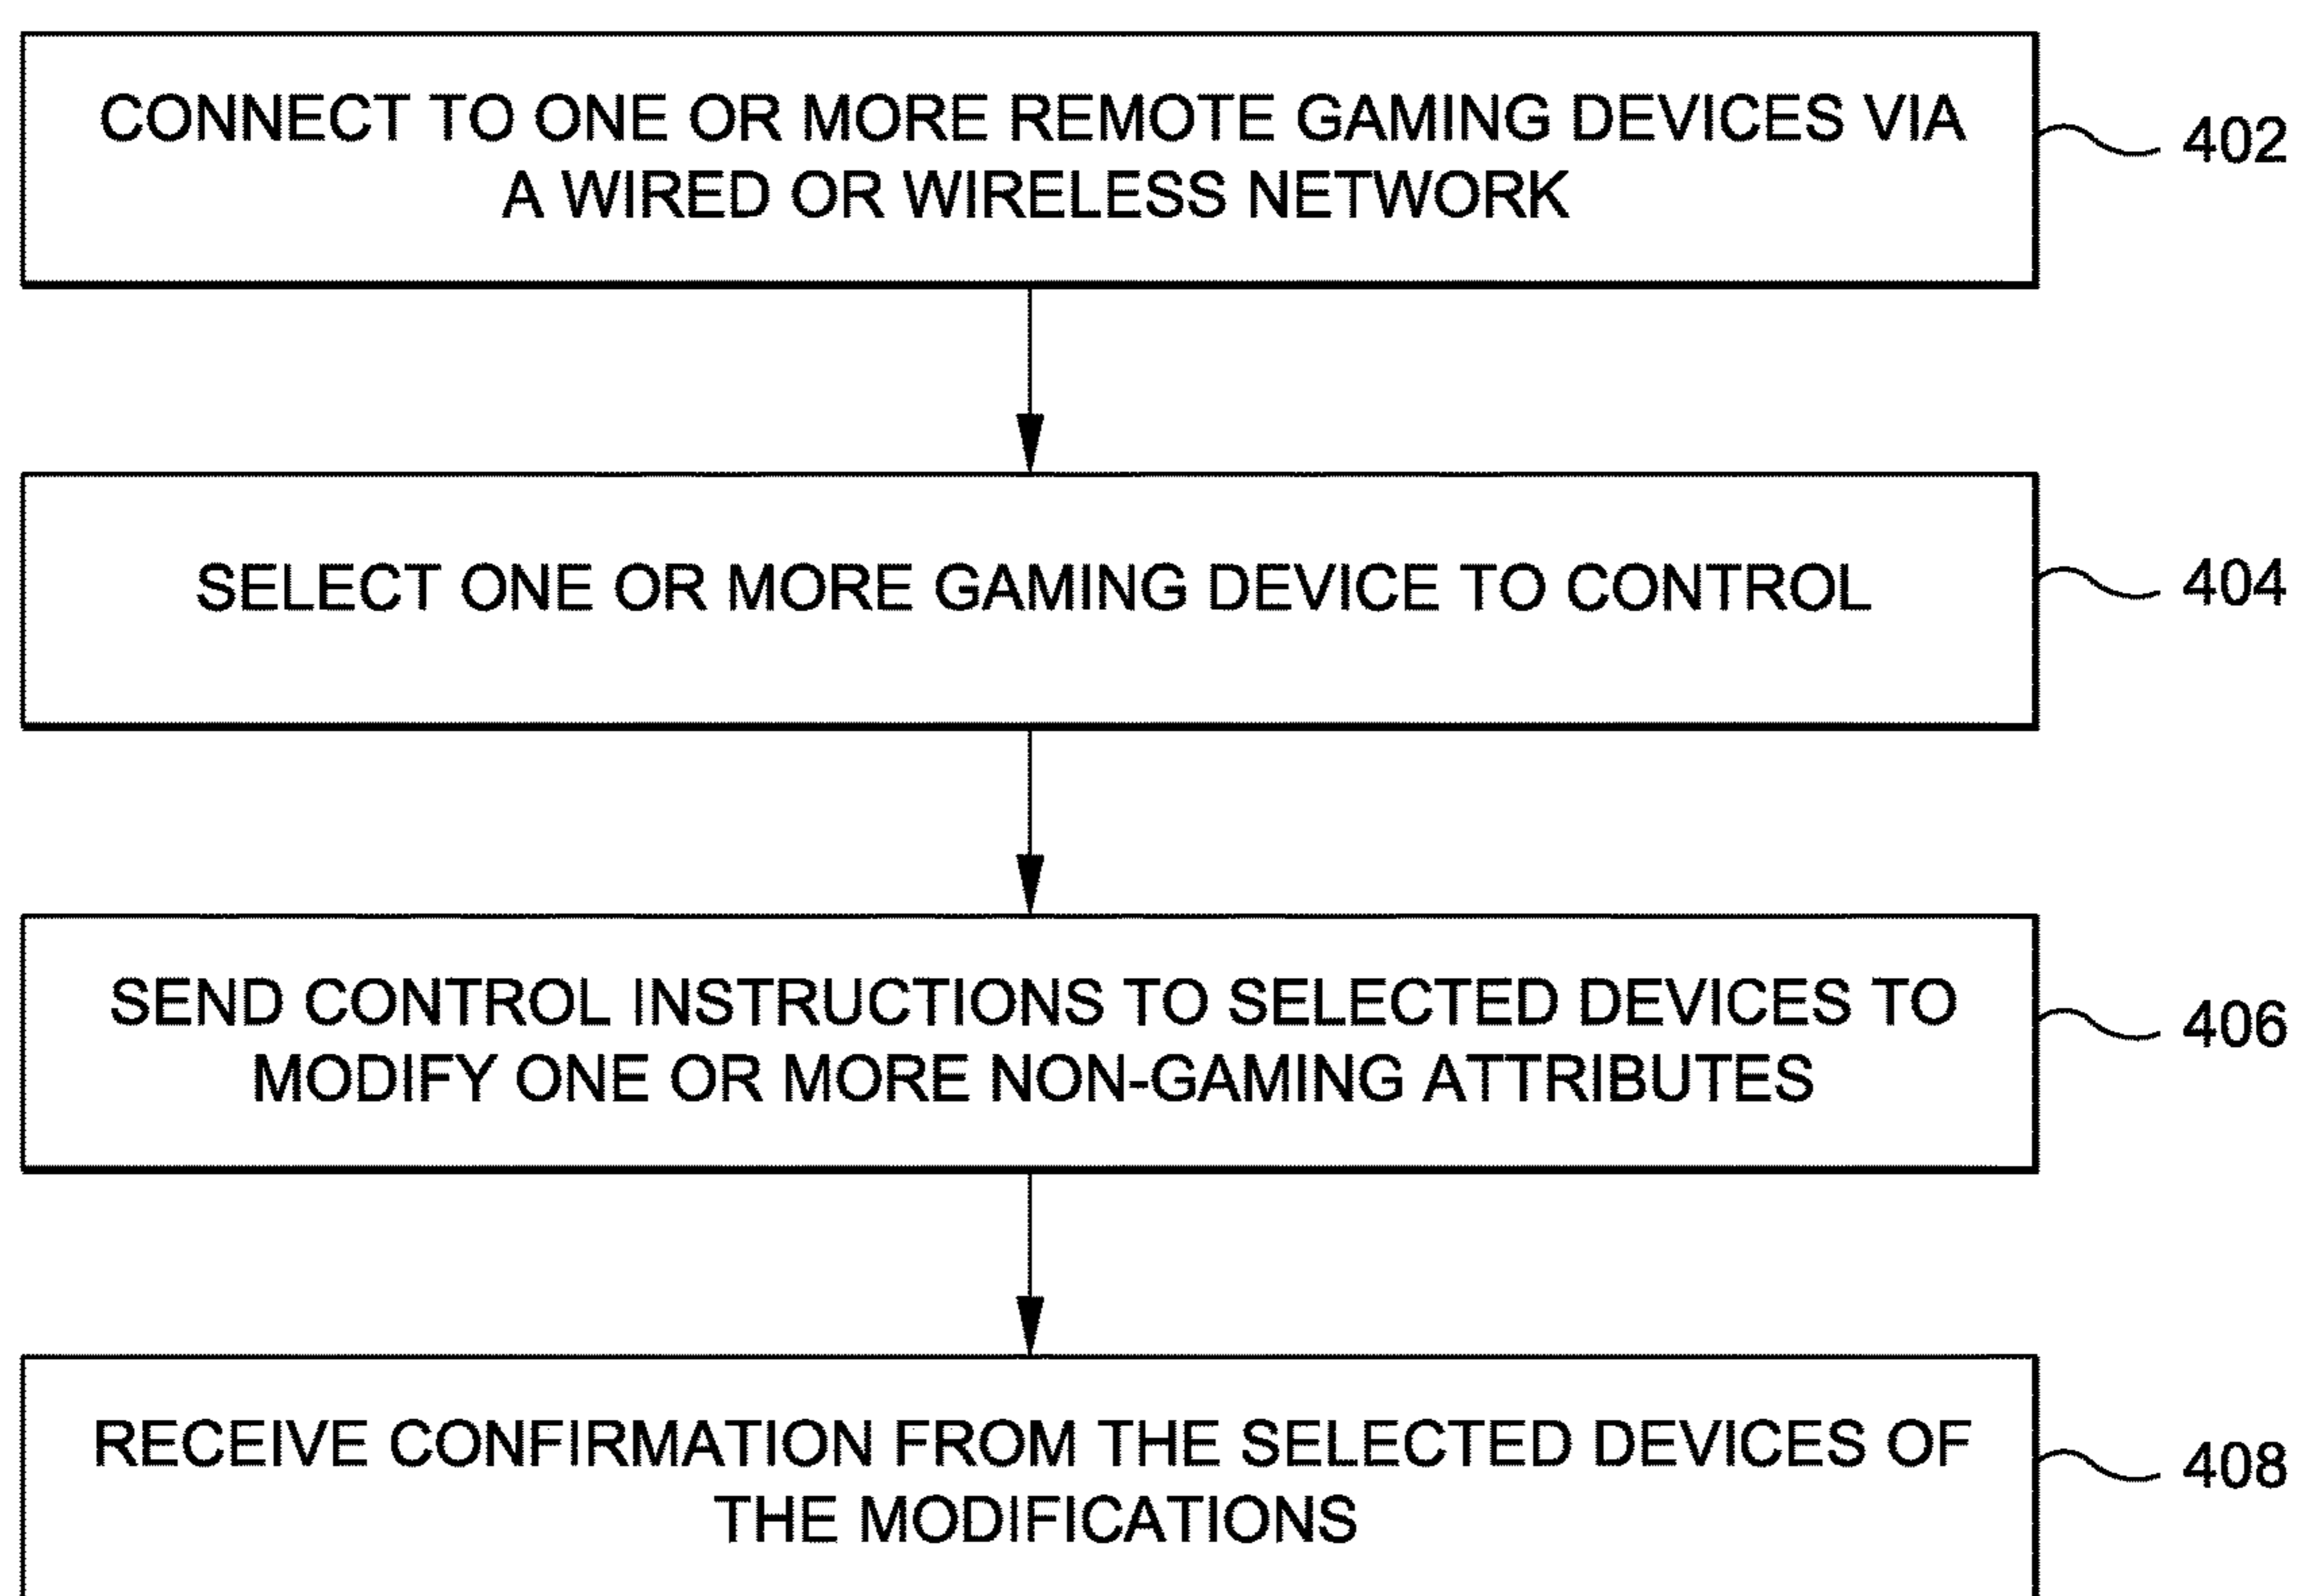 CONNECT TO ONE OR MORE REMOTE GAMING DEVICES VIA
A WIRED OR WIRELESS NETWORK
402
SELECT ONE OR MORE GAMING DEVICE TO CONTROL
404
SEND CONTROL INSTRUCTIONS TO SELECTED DEVICES TO
MODIFY ONE OR MORE NON-GAMING ATTRIBUTES
406
RECEIVE CONFIRMATION FROM THE SELECTED DEVICES OF
THE MODIFICATIONS
408